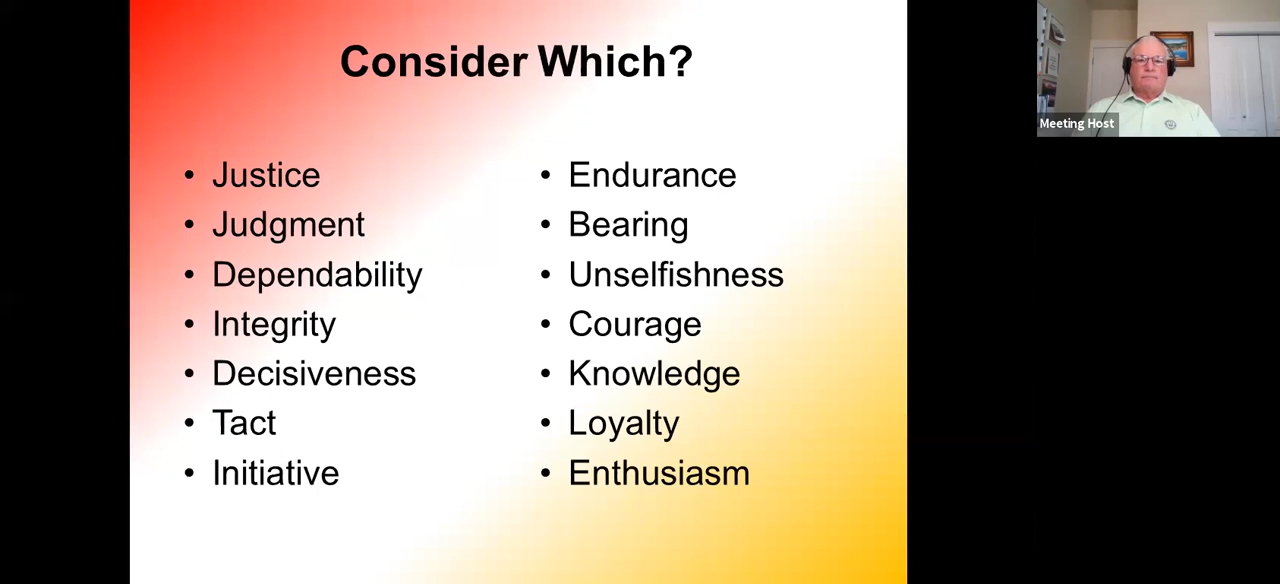 Consider Which?
• Justice
• Judgment
• Dependability
• Integrity
• Decisiveness
• Tact
• Initiative
• Endurance
• Bearing
• Unselfishness
• Courage
• Knowledge
• Loyalty
• Enthusiasm
Meeting Host